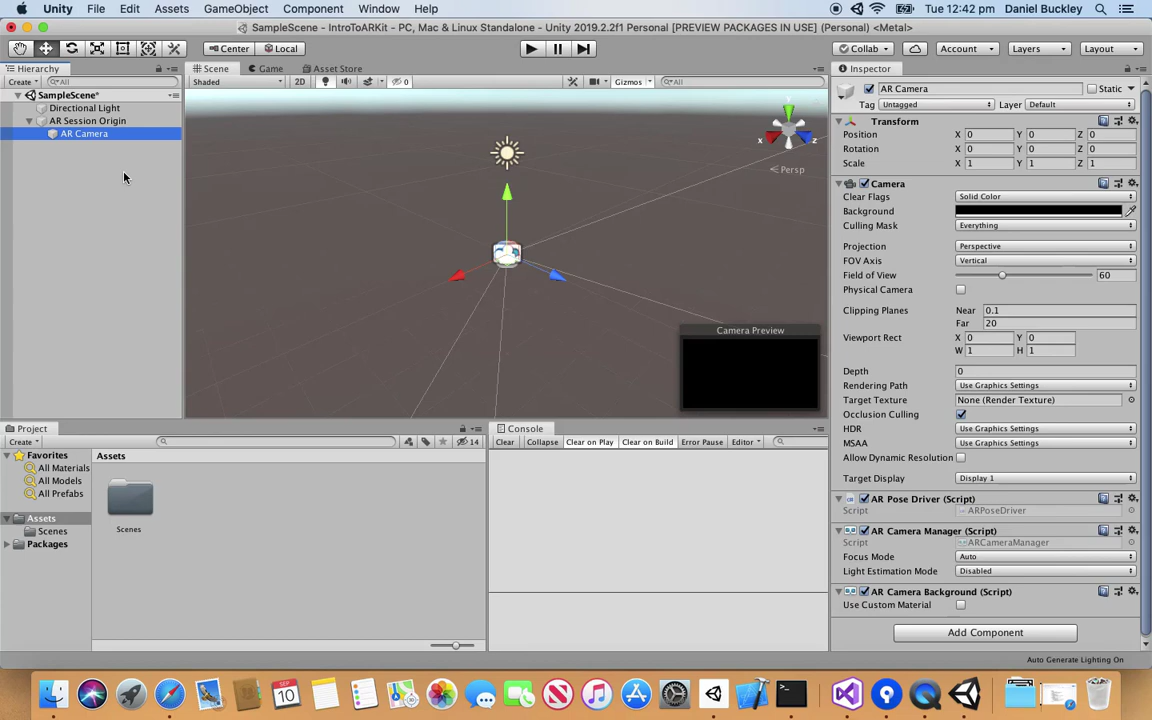 Unity File Edit Assets GameObject Component Window Help Tue 12:42 pm Daniel Buckley
SampleScene - IntroToARKit - PC, Mac & Linux Standalone - Unity 2019.2.2f1 Personal [PREVIEW PACKAGES IN USE] (Personal) <Metal>
Center Local Collab Account Layers Layout
Hierarchy
Create All
SampleScene*
Directional Light
AR Session Origin
AR Camera
Scene Game Asset Store
Shaded 2D 0 Gizmos All
x z
Persp
Camera Preview
Inspector
AR Camera Static
Tag Untagged Layer Default
Transform
Position X 0 Y 0 Z 0
Rotation X 0 Y 0 Z 0
Scale X 1 Y 1 Z 1
Camera
Clear Flags Solid Color
Background
Culling Mask Everything
Projection Perspective
FOV Axis Vertical
Field of View 60
Physical Camera
Clipping Planes Near 0.1
Far 20
Viewport Rect X 0 Y 0
W 1 H 1
Depth 0
Rendering Path Use Graphics Settings
Target Texture None (Render Texture)
Occlusion Culling
HDR Use Graphics Settings
MSAA Use Graphics Settings
Allow Dynamic Resolution
Target Display Display 1
AR Pose Driver (Script)
Script ARPoseDriver
AR Camera Manager (Script)
Script ARCameraManager
Focus Mode Auto
Light Estimation Mode Disabled
AR Camera Background (Script)
Use Custom Material
Add Component
Project
Create 14
Favorites
All Materials
All Models
All Prefabs
Assets
Scenes
Packages
Assets
Scenes
Console
Clear Collapse Clear on Play Clear on Build Error Pause Editor
Auto Generate Lighting On
SEP
10